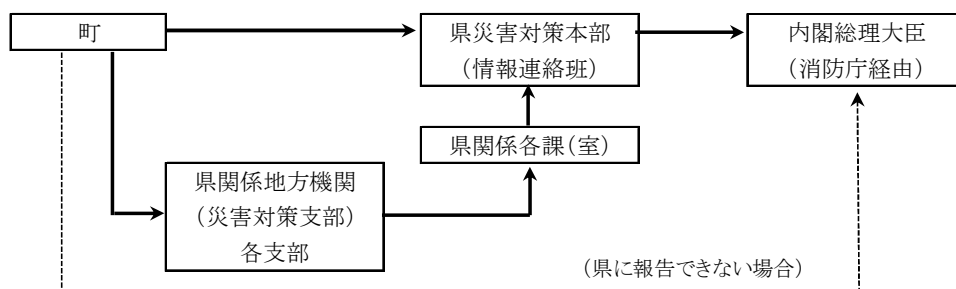 町
県災害対策本部
（情報連絡班）
内閣総理大臣
（消防庁経由）
県関係各課（室）
県関係地方機関
（災害対策支部）
各支部
（県に報告できない場合）